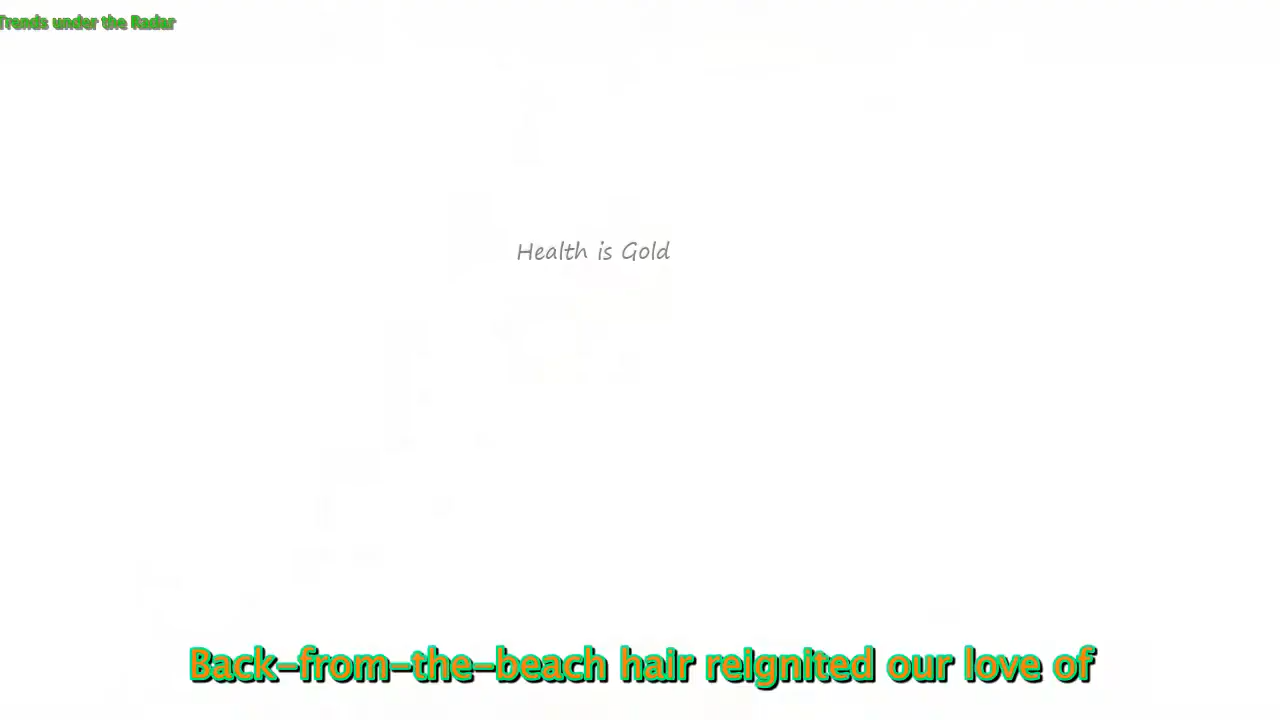 Trends under the Radar
Health is Gold
Back-from-the-beach hair reignited our love of